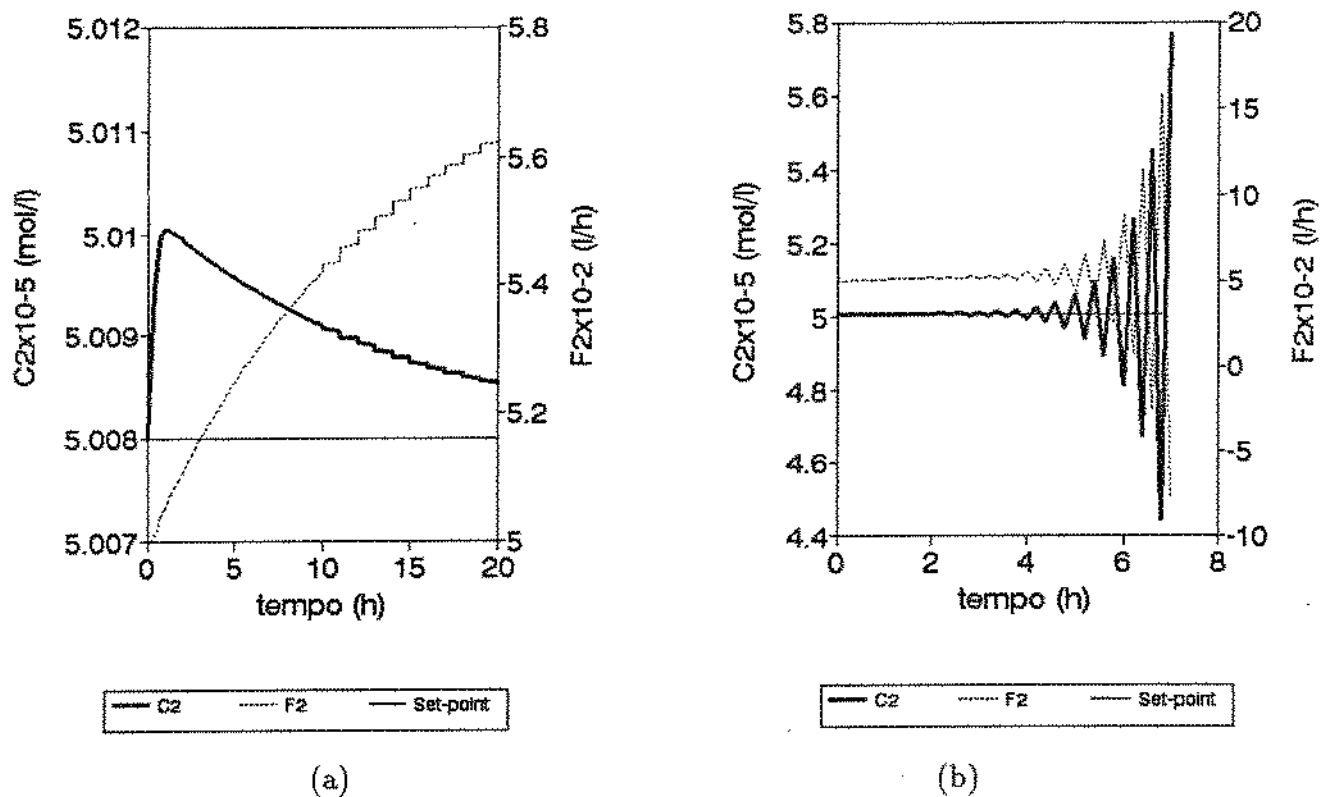 5.012
5.011
5.01
5.009
5.008
5.007
C2x10-5 (mol/l)
5.8
5.6
5.4
5.2
5
F2x10-2 (l/h)
0 5 10 15 20
tempo (h)
C2 F2 Set-point
(a)
5.8
5.6
5.4
5.2
5
4.8
4.6
4.4
C2x10-5 (mol/l)
20
15
10
5
0
-5
-10
F2x10-2 (l/h)
0 2 4 6 8
tempo (h)
C2 F2 Set-point
(b)